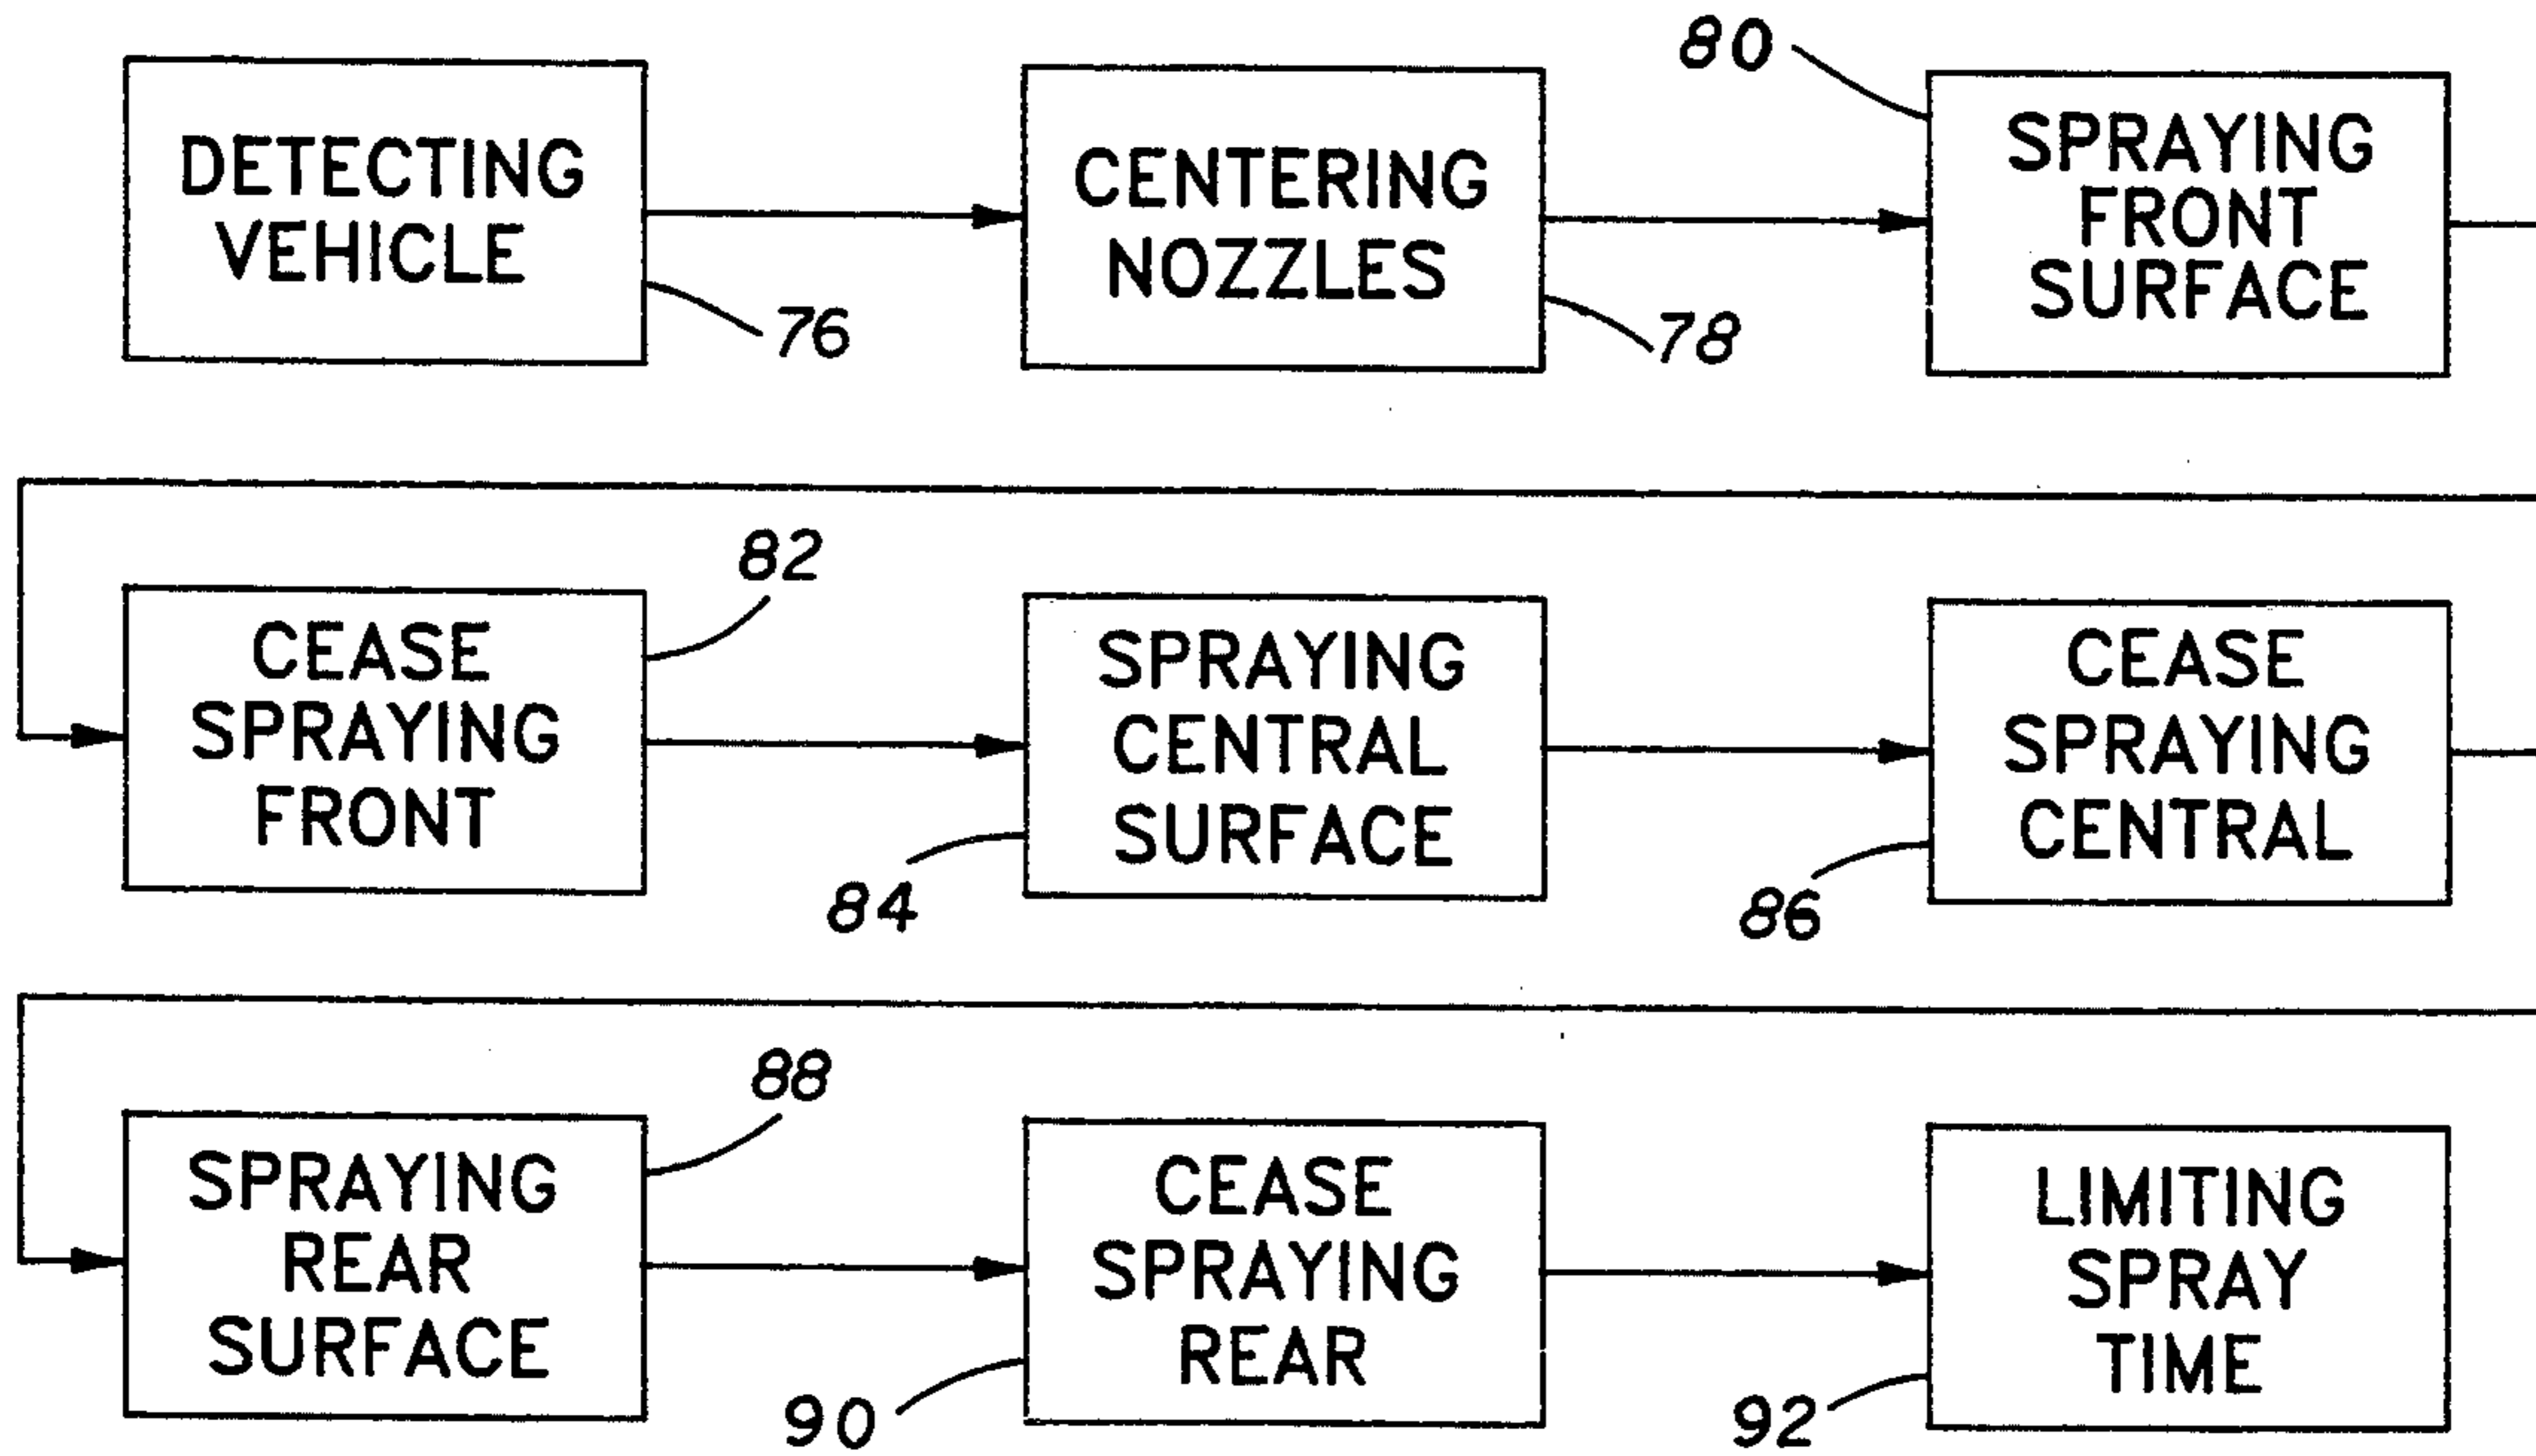 DETECTING
VEHICLE
76
CENTERING
NOZZLES
78
80
SPRAYING
FRONT
SURFACE
82
CEASE
SPRAYING
FRONT
SPRAYING
CENTRAL
SURFACE
84
CEASE
SPRAYING
CENTRAL
86
88
SPRAYING
REAR
SURFACE
CEASE
SPRAYING
REAR
90
LIMITING
SPRAY
TIME
92